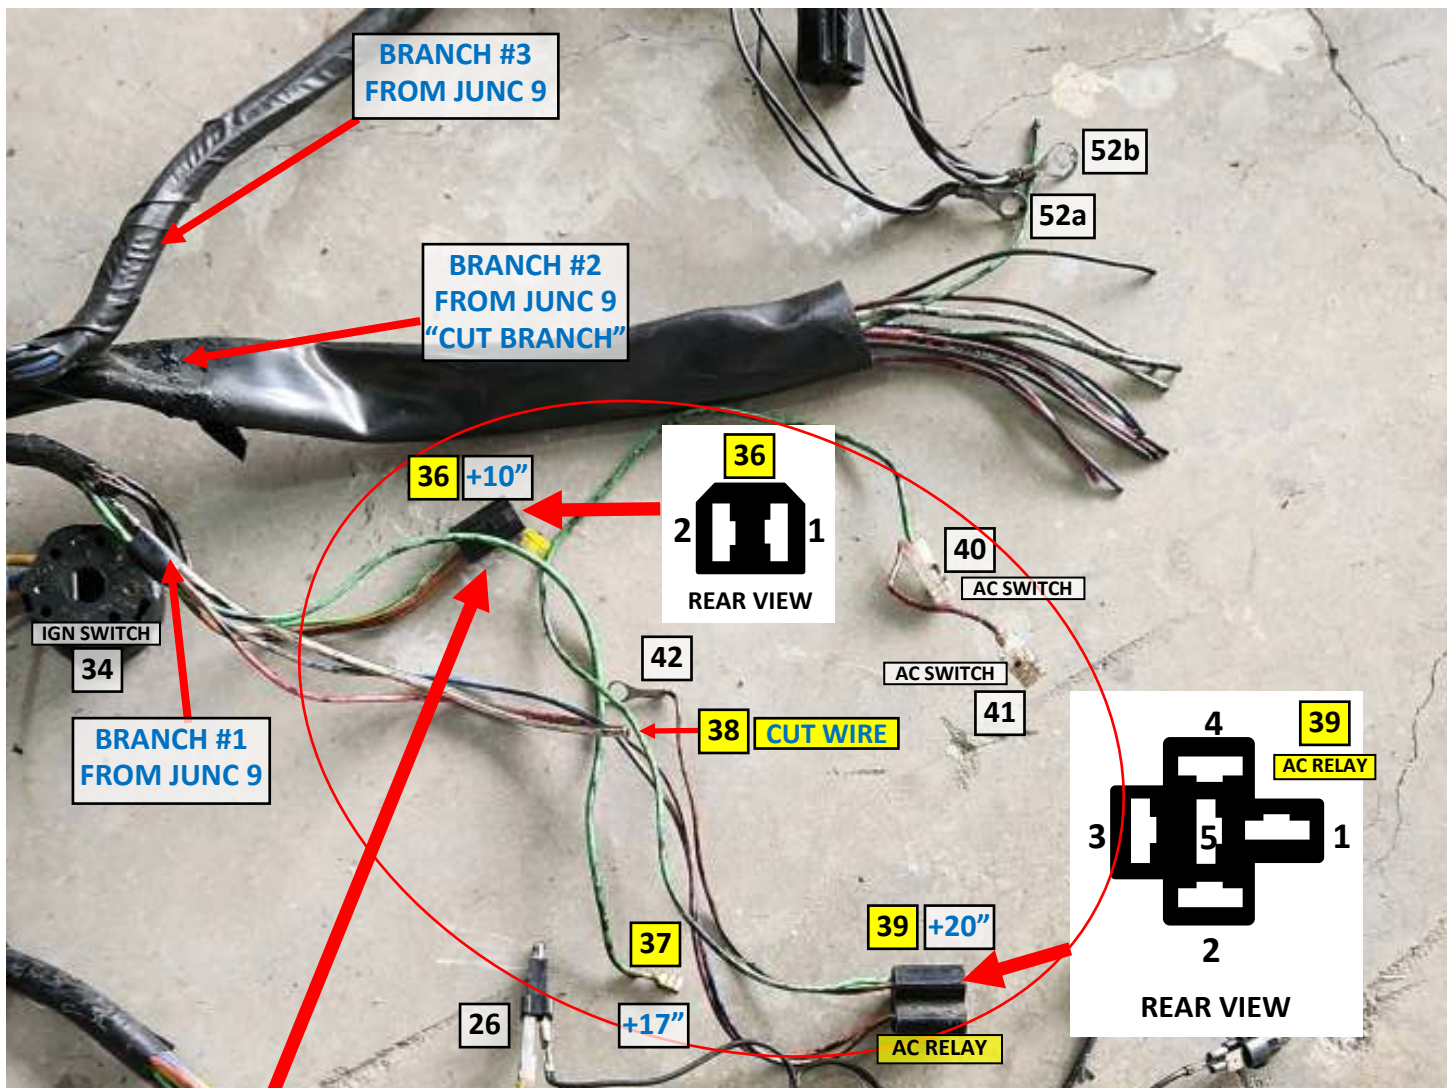 BRANCH #3
FROM JUNC 9
52b
52a
BRANCH #2
FROM JUNC 9
“CUT BRANCH”
36 +10”
36
2 1
REAR VIEW
40
AC SWITCH
IGN SWITCH
34
42
AC SWITCH
41
BRANCH #1
FROM JUNC 9
38 CUT WIRE
4
39
AC RELAY
3 5 1
2
REAR VIEW
37
39 +20”
26
+17”
AC RELAY